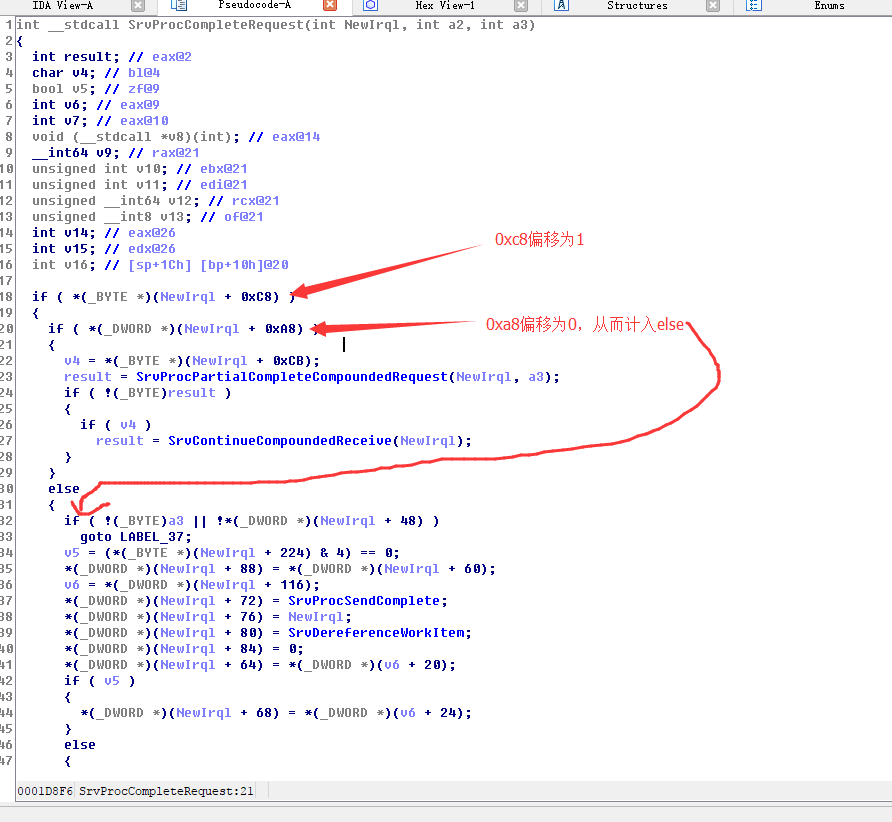 IDA View-A Pseudocode-A Hex View-1 Structures Enums
1 int __stdcall SrvProcCompleteRequest(int NewIrql, int a2, int a3)
2 {
3 int result; // eax@2
4 char v4; // bl@4
5 bool v5; // zf@9
6 int v6; // eax@9
7 int v7; // eax@10
8 void (__stdcall *v8)(int); // eax@14
9 __int64 v9; // rax@21
10 unsigned int v10; // ebx@21
11 unsigned int v11; // edi@21
12 unsigned __int64 v12; // rcx@21
13 unsigned __int8 v13; // of@21
14 int v14; // eax@26
15 int v15; // edx@26
16 int v16; // [sp+1Ch] [bp+10h]@20
17
0xc8偏移为1
18 if ( *(_BYTE *)(NewIrql + 0xC8) )
19 {
0xa8偏移为0，从而计入else
20 if ( *(_DWORD *)(NewIrql + 0xA8) )
21 {
22 v4 = *(_BYTE *)(NewIrql + 0xCB);
23 result = SrvProcPartialCompleteCompoundedRequest(NewIrql, a3);
24 if ( !(_BYTE)result )
25 {
26 if ( v4 )
27 result = SrvContinueCompoundedReceive(NewIrql);
28 }
29 }
30 else
31 {
32 if ( !(_BYTE)a3 || !*(_DWORD *)(NewIrql + 48) )
33 goto LABEL_37;
34 v5 = (*(_BYTE *)(NewIrql + 224) & 4) == 0;
35 *(_DWORD *)(NewIrql + 88) = *(_DWORD *)(NewIrql + 60);
36 v6 = *(_DWORD *)(NewIrql + 116);
37 *(_DWORD *)(NewIrql + 72) = SrvProcSendComplete;
38 *(_DWORD *)(NewIrql + 76) = NewIrql;
39 *(_DWORD *)(NewIrql + 80) = SrvDereferenceWorkItem;
40 *(_DWORD *)(NewIrql + 84) = 0;
41 *(_DWORD *)(NewIrql + 64) = *(_DWORD *)(v6 + 20);
42 if ( v5 )
43 {
44 *(_DWORD *)(NewIrql + 68) = *(_DWORD *)(v6 + 24);
45 }
46 else
47 {
0001D8F6 SrvProcCompleteRequest:21